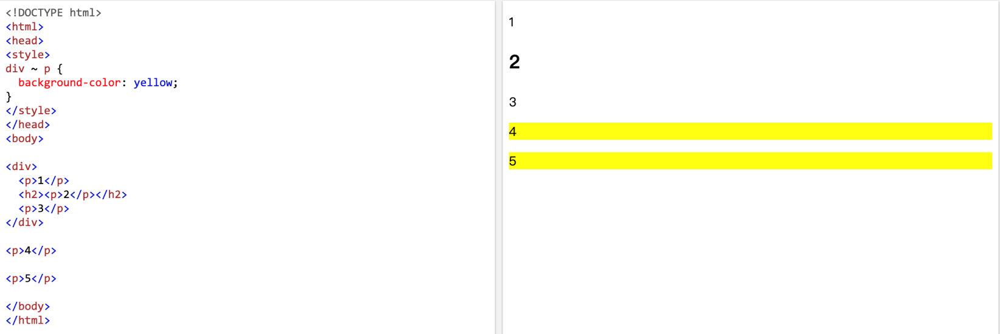 <!DOCTYPE html>
<html>
<head>
<style>
div ~ p {
  background-color: yellow;
}
</style>
</head>
<body>

<div>
  <p>1</p>
  <h2><p>2</p></h2>
  <p>3</p>
</div>

<p>4</p>

<p>5</p>

</body>
</html>
1
2
3
4
5